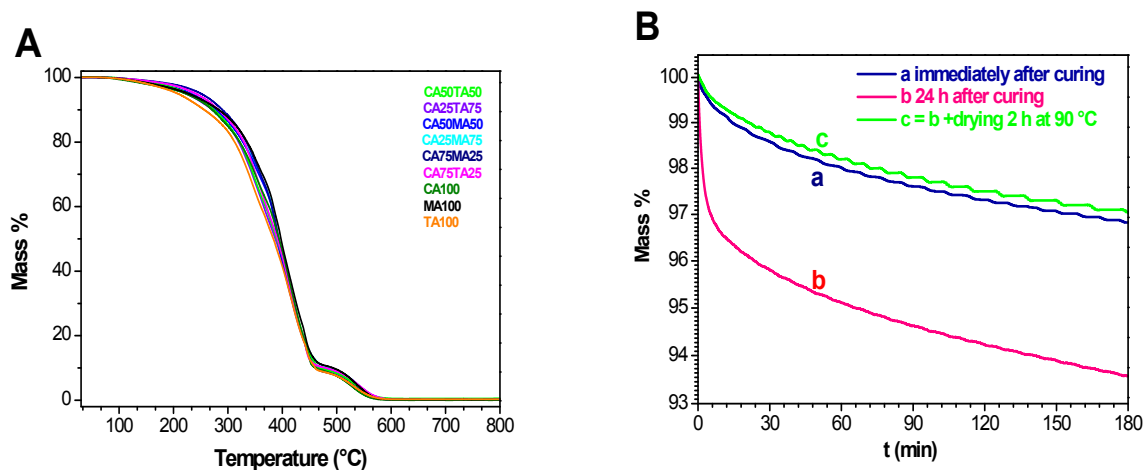 A
100
80
60
40
20
0
Mass %
100 200 300 400 500 600 700 800
Temperature (°C)
CA50TA50
CA25TA75
CA50MA50
CA25MA75
CA75MA25
CA75TA25
CA100
MA100
TA100
B
100
99
98
97
96
95
94
93
Mass %
0 30 60 90 120 150 180
t (min)
a immediately after curing
b 24 h after curing
c = b +drying 2 h at 90 °C
c
a
b